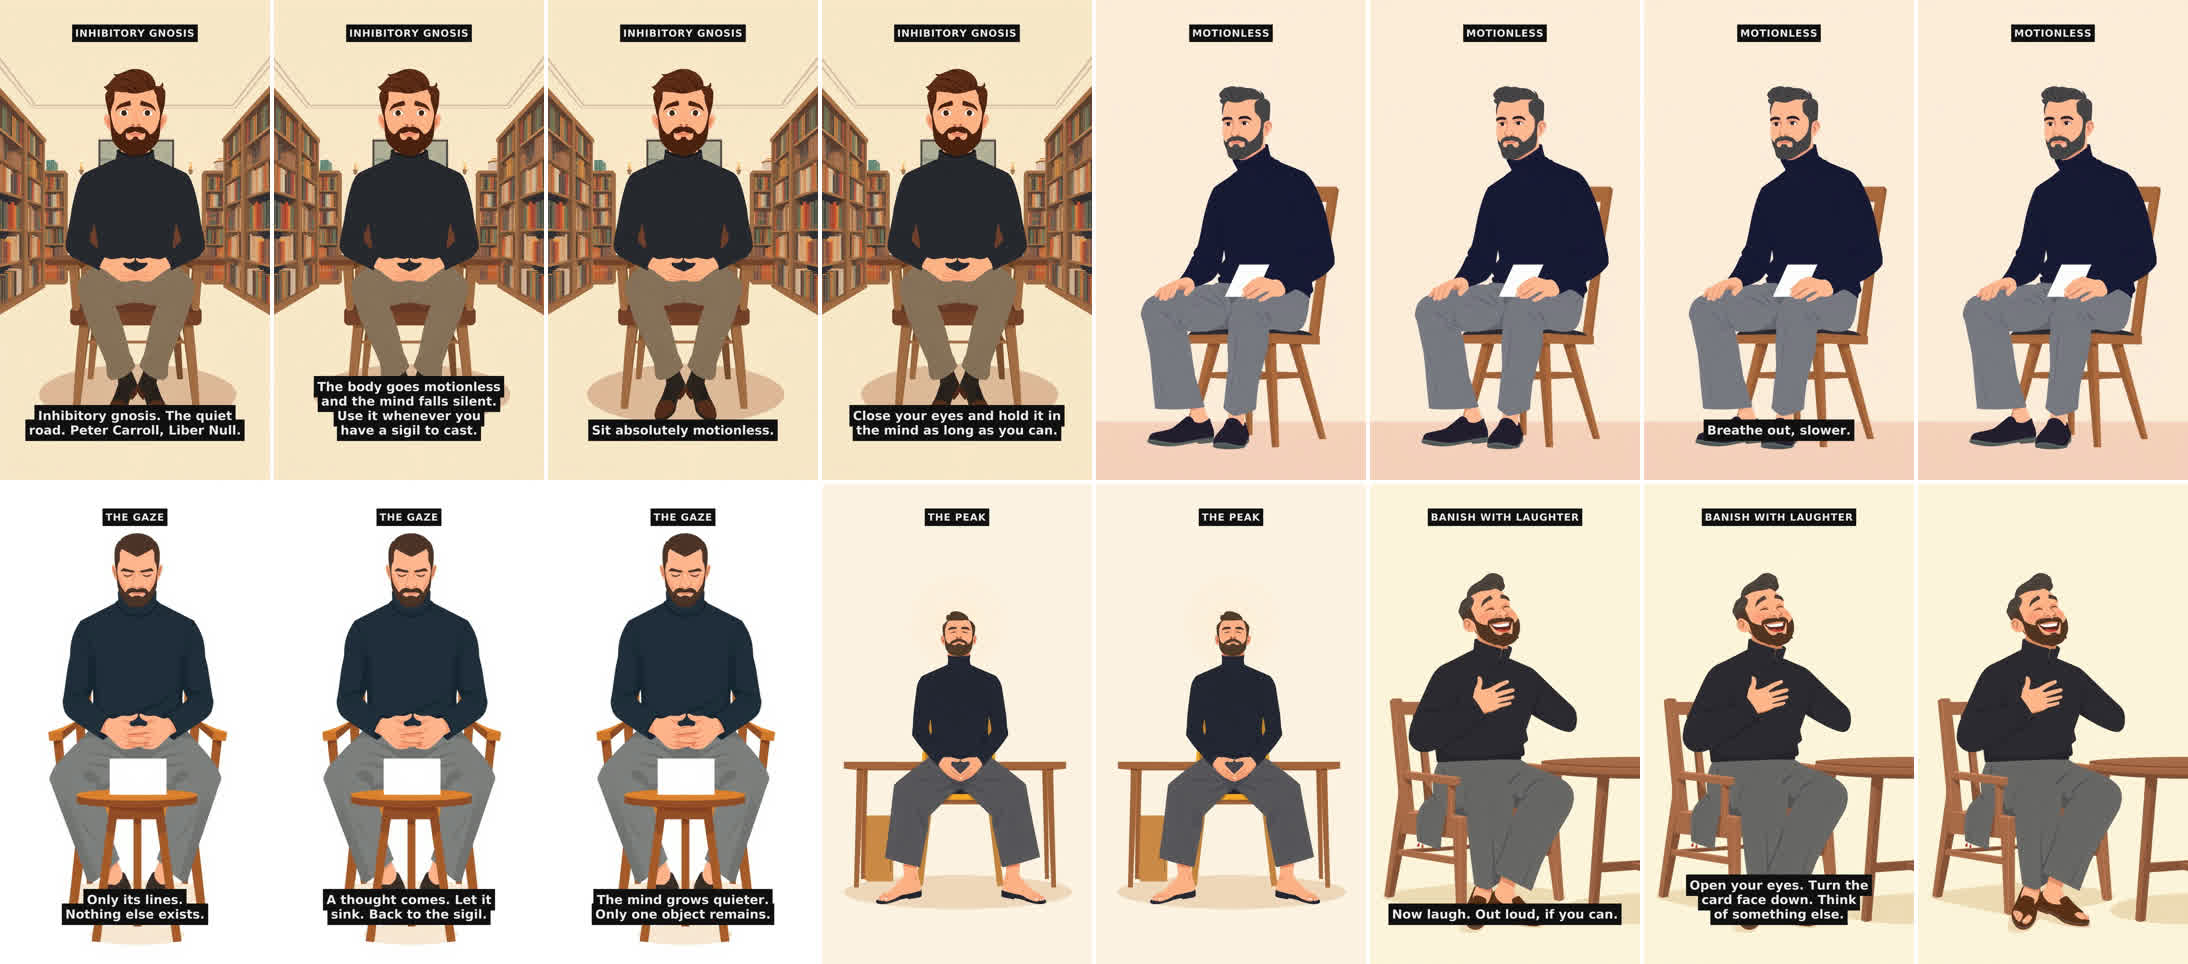 INHIBITORY GNOSIS
Inhibitory gnosis. The quiet
road. Peter Carroll, Liber Null.
INHIBITORY GNOSIS
The body goes motionless
and the mind falls silent.
Use it whenever you
have a sigil to cast.
INHIBITORY GNOSIS
Sit absolutely motionless.
INHIBITORY GNOSIS
Close your eyes and hold it in
the mind as long as you can.
MOTIONLESS
MOTIONLESS
MOTIONLESS
Breathe out, slower.
MOTIONLESS
THE GAZE
Only its lines.
Nothing else exists.
THE GAZE
A thought comes. Let it
sink. Back to the sigil.
THE GAZE
The mind grows quieter.
Only one object remains.
THE PEAK
THE PEAK
BANISH WITH LAUGHTER
Now laugh. Out loud, if you can.
BANISH WITH LAUGHTER
Open your eyes. Turn the
card face down. Think
of something else.